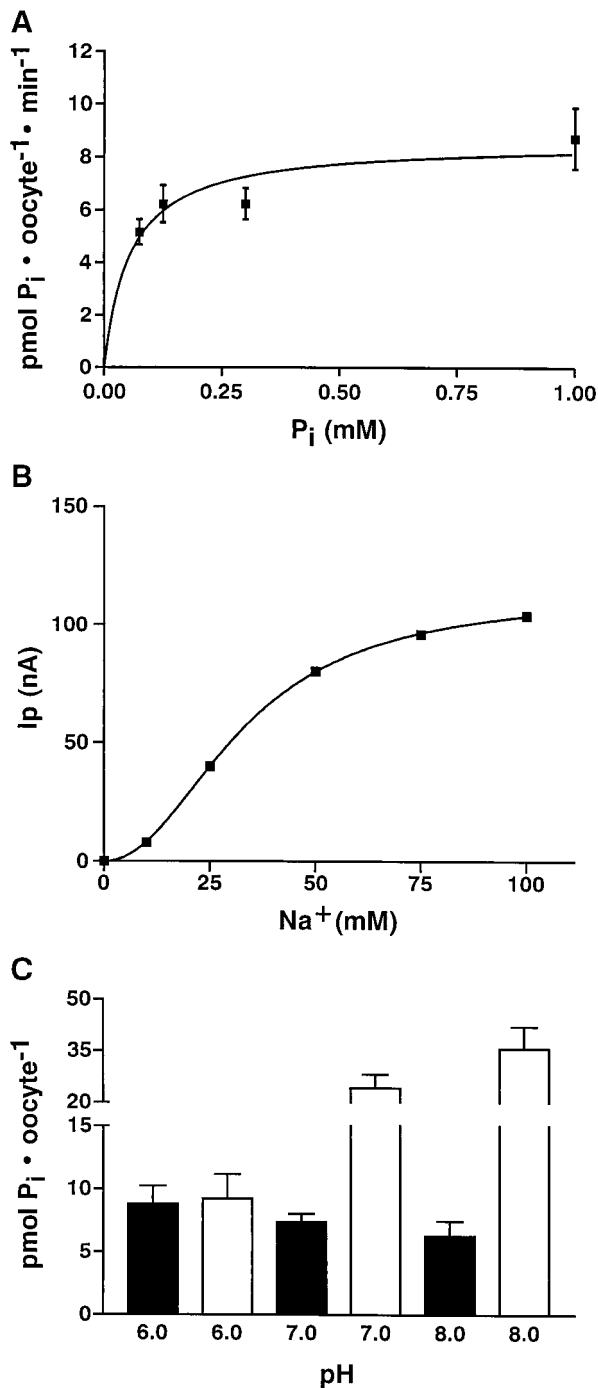 A
pmol Pi • oocyte-1 • min-1
12
10
8
6
4
2
0
0.00 0.25 0.50 0.75 1.00
Pi (mM)
B
Ip (nA)
150
100
50
0
0 25 50 75 100
Na+ (mM)
C
pmol Pi • oocyte-1
50
35
20
15
10
5
0
6.0 6.0 7.0 7.0 8.0 8.0
pH